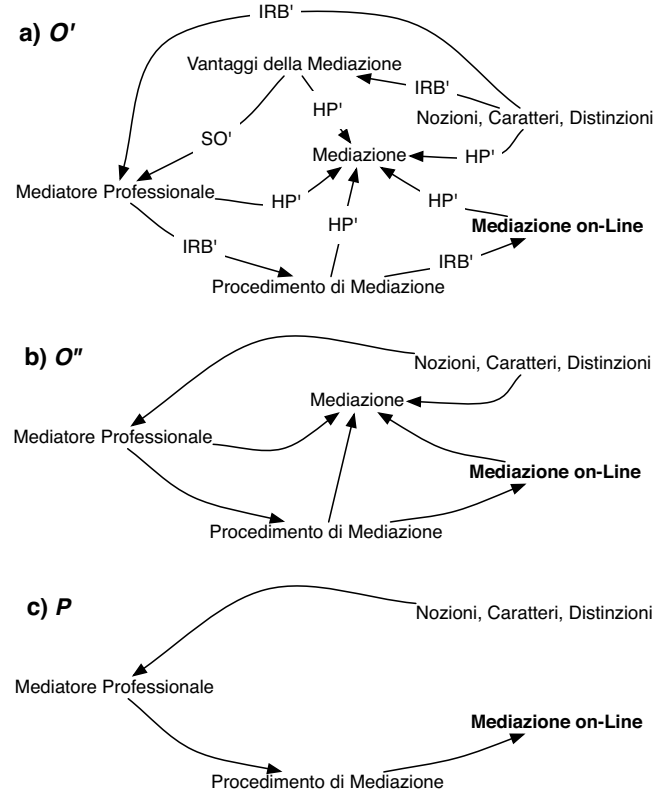 IRB'
a) O'
Vantaggi della Mediazione
IRB'
HP'
Nozioni, Caratteri, Distinzioni
SO'
Mediazione
HP'
Mediatore Professionale
HP'
HP'
HP'
Mediazione on-Line
IRB'
IRB'
Procedimento di Mediazione
b) O"
Nozioni, Caratteri, Distinzioni
Mediazione
Mediatore Professionale
Mediazione on-Line
Procedimento di Mediazione
c) P
Nozioni, Caratteri, Distinzioni
Mediatore Professionale
Mediazione on-Line
Procedimento di Mediazione